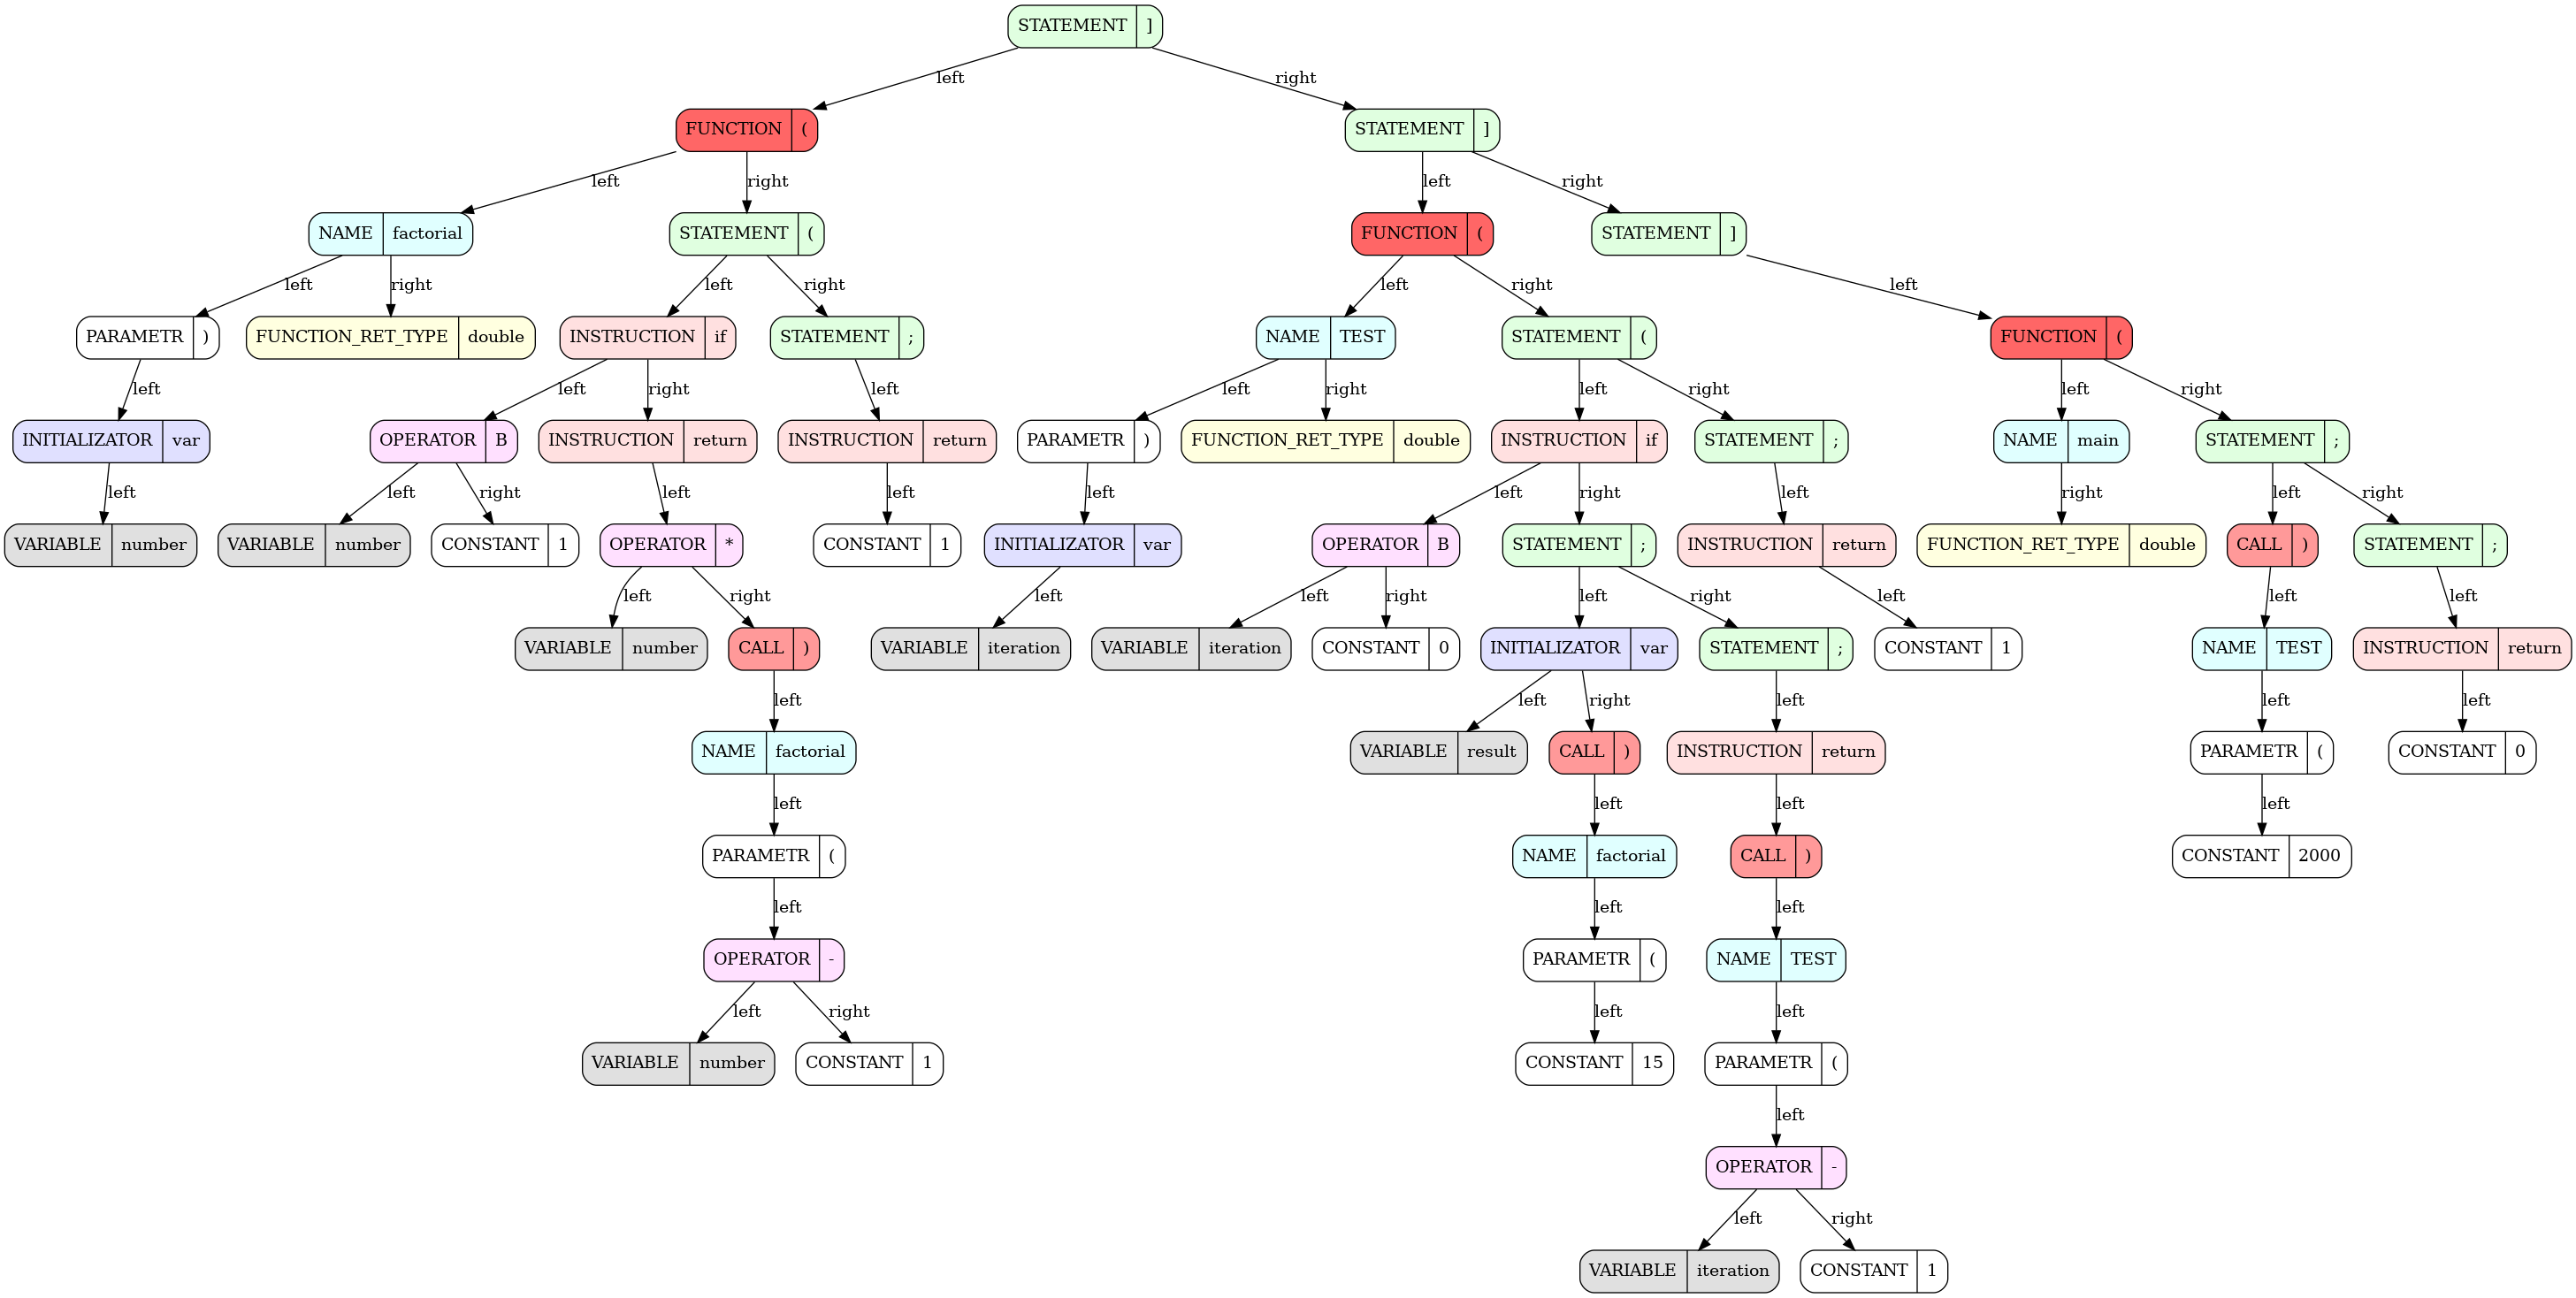 STATEMENT ]
left right
FUNCTION ( STATEMENT ]
left right left right
NAME factorial STATEMENT ( FUNCTION ( STATEMENT ]
left right left right left right left
PARAMETR ) FUNCTION_RET_TYPE double INSTRUCTION if STATEMENT ; NAME TEST STATEMENT ( FUNCTION (
left left right left left right left right left right
INITIALIZATOR var OPERATOR B INSTRUCTION return INSTRUCTION return PARAMETR ) FUNCTION_RET_TYPE double INSTRUCTION if STATEMENT ; NAME main STATEMENT ;
left left right left left left left right left right left right
VARIABLE number VARIABLE number CONSTANT 1 OPERATOR * CONSTANT 1 INITIALIZATOR var OPERATOR B STATEMENT ; INSTRUCTION return FUNCTION_RET_TYPE double CALL ) STATEMENT ;
left right left left right left right left left left
VARIABLE number CALL ) VARIABLE iteration VARIABLE iteration CONSTANT 0 INITIALIZATOR var STATEMENT ; CONSTANT 1 NAME TEST INSTRUCTION return
left left right left left left
NAME factorial VARIABLE result CALL ) INSTRUCTION return PARAMETR ( CONSTANT 0
left left left left
PARAMETR ( NAME factorial CALL ) CONSTANT 2000
left left left
OPERATOR - PARAMETR ( NAME TEST
left right left left
VARIABLE number CONSTANT 1 CONSTANT 15 PARAMETR (
left
OPERATOR -
left right
VARIABLE iteration CONSTANT 1